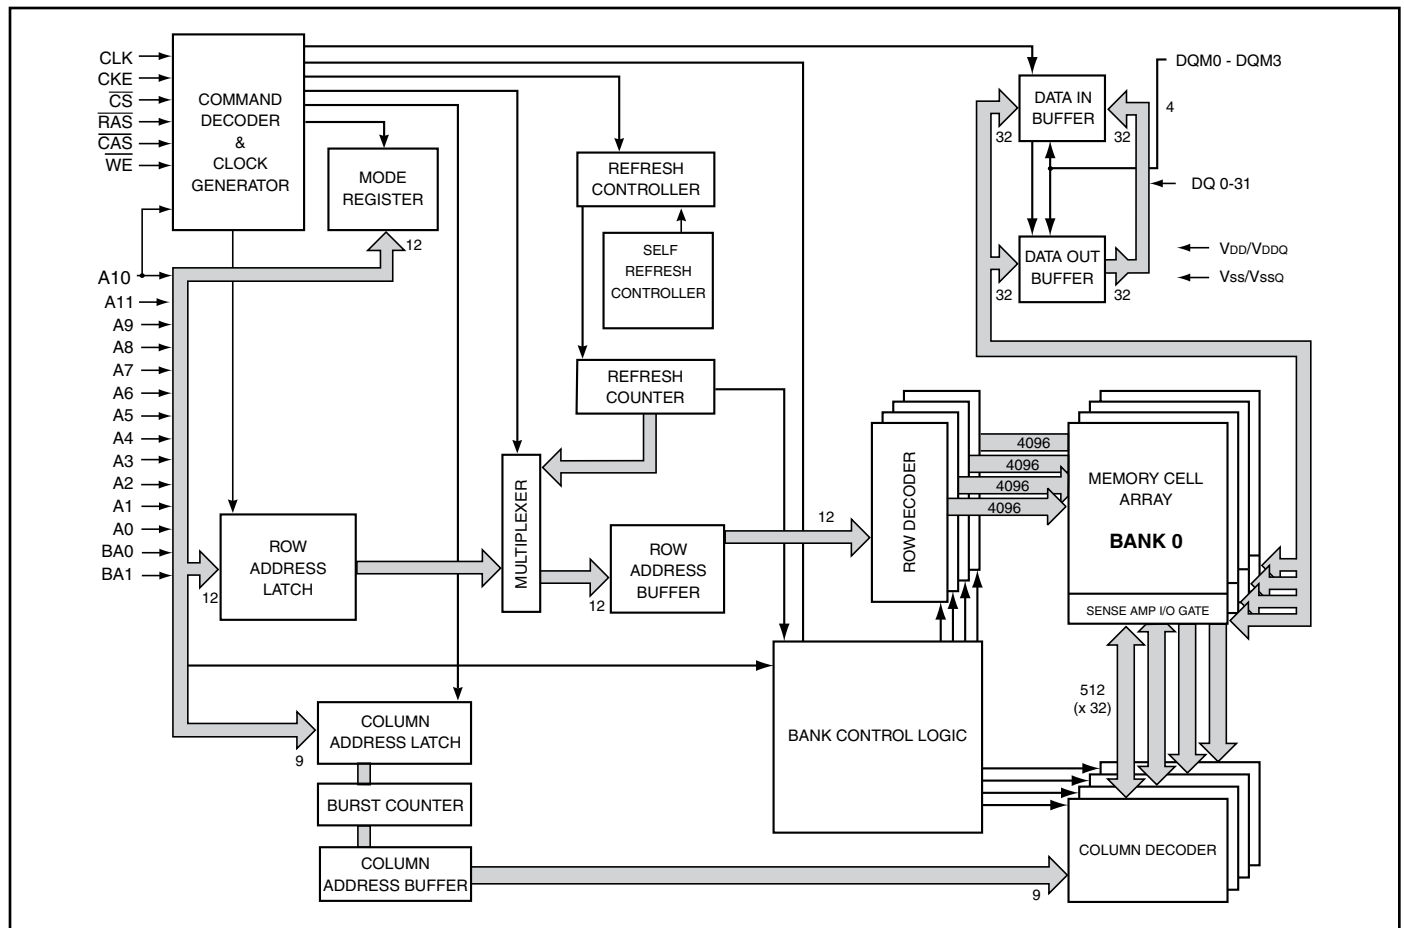 CLK
CKE
CS
RAS
CAS
WE
A10
A11
A9
A8
A7
A6
A5
A4
A3
A2
A1
A0
BA0
BA1
COMMAND
DECODER
&
CLOCK
GENERATOR
MODE
REGISTER
12
REFRESH
CONTROLLER
SELF
REFRESH
CONTROLLER
REFRESH
COUNTER
DATA IN
BUFFER
32
32
DQM0 - DQM3
4
DQ 0-31
DATA OUT
BUFFER
32
32
VDD/VDDQ
Vss/VssQ
ROW
ADDRESS
LATCH
12
MULTIPLEXER
12
ROW
ADDRESS
BUFFER
12
ROW DECODER
4096
4096
4096
4096
MEMORY CELL
ARRAY
BANK 0
SENSE AMP I/O GATE
512
(x 32)
BANK CONTROL LOGIC
COLUMN
ADDRESS LATCH
9
BURST COUNTER
COLUMN
ADDRESS BUFFER
9
COLUMN DECODER